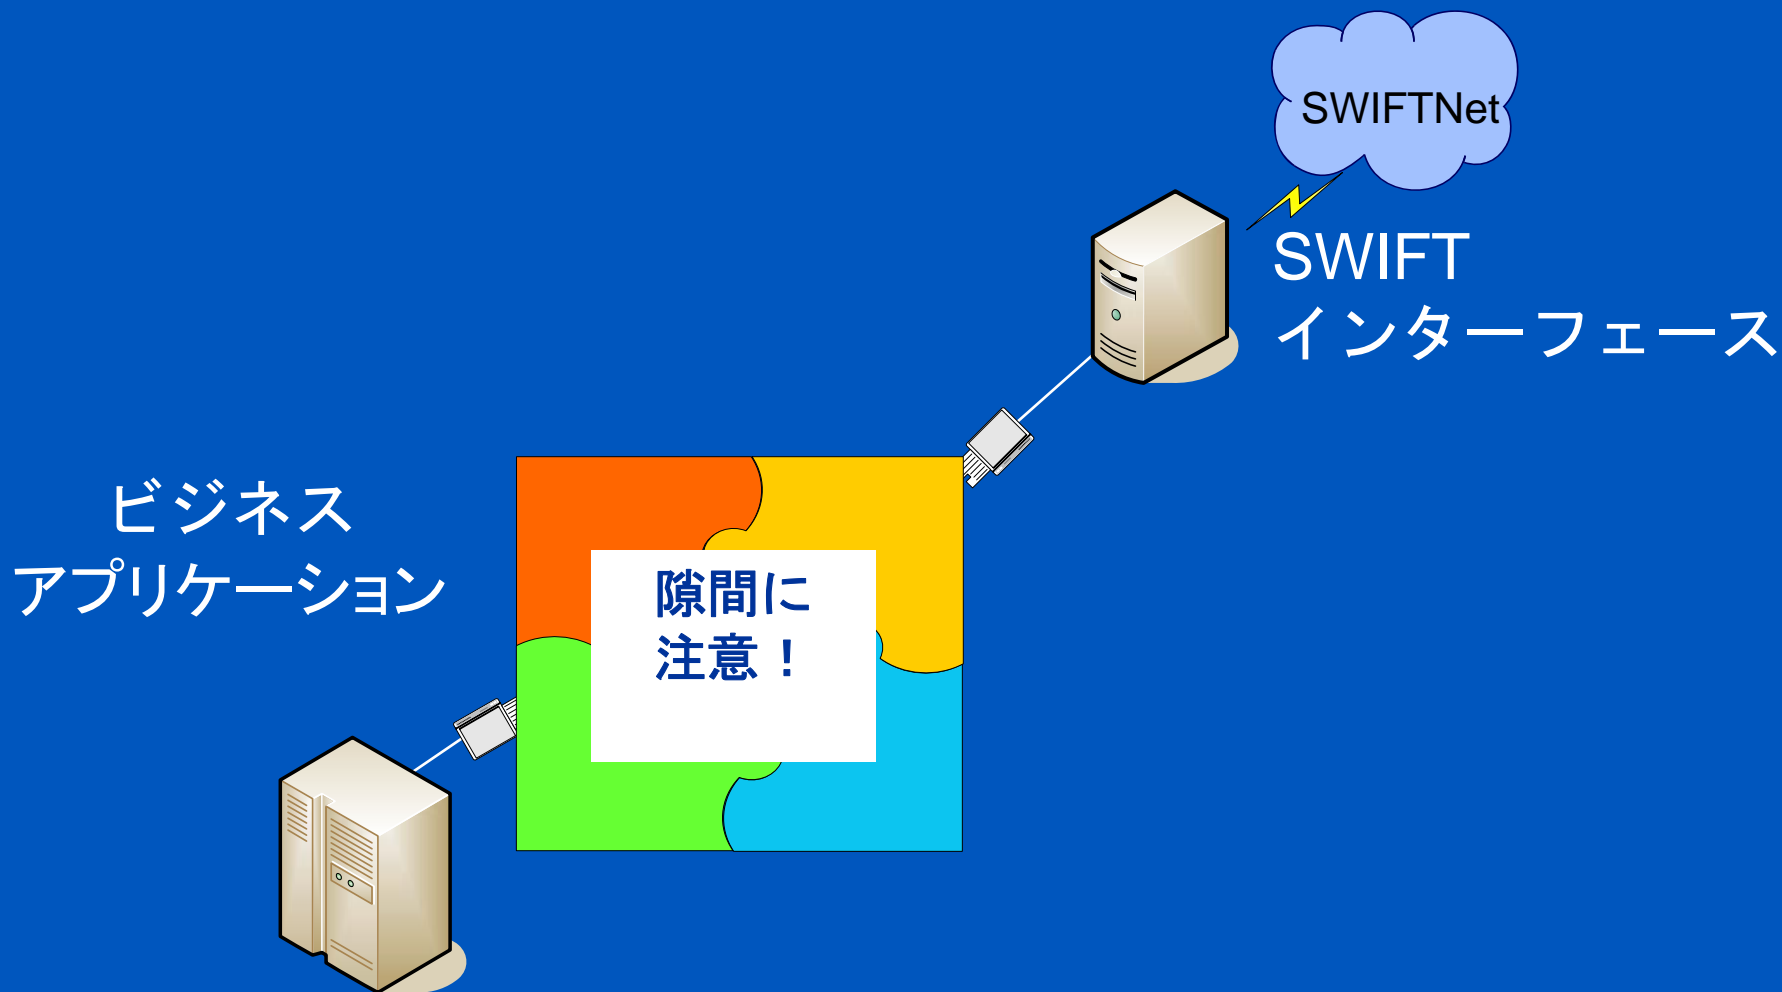 SWIFTNet
SWIFT
インターフェース
ビジネス
アプリケーション
隙間に
注意！